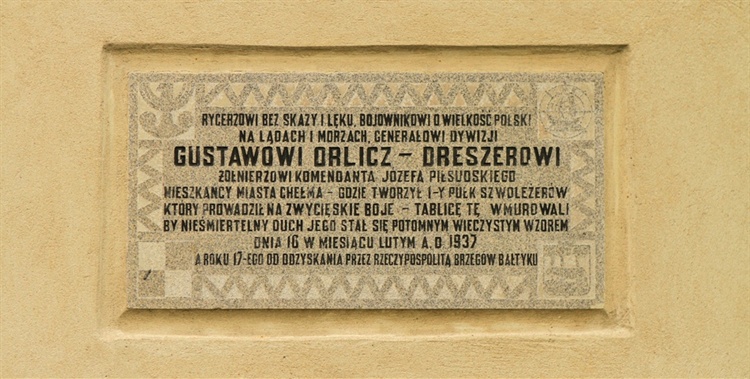 RYCERZOWI BEZ SKAZY I LĘKU, BOJOWNIKOWI O WIELKOŚĆ POLSKI
NA LĄDACH I MORZACH, GENERAŁOWI DYWIZJI
GUSTAWOWI ORLICZ – DRESZEROWI
ŻOŁNIERZOWI KOMENDANTA JÓZEFA PIŁSUDSKIEGO
MIESZKAŃCY MIASTA CHEŁMA – GDZIE TWORZYŁ 1-Y PUŁK SZWOLEŻERÓW
KTÓRY PROWADZIŁ NA ZWYCIĘSKIE BOJE – TABLICĘ TĘ WMUROWALI
BY NIEŚMIERTELNY DUCH JEGO STAŁ SIĘ POTOMNYM WIECZYSTYM WZOREM
DNIA 16 W MIESIĄCU LUTYM A.D 1937
A ROKU 17-EGO OD ODZYSKANIA PRZEZ RZECZYPOSPOLITĄ BRZEGÓW BAŁTYKU